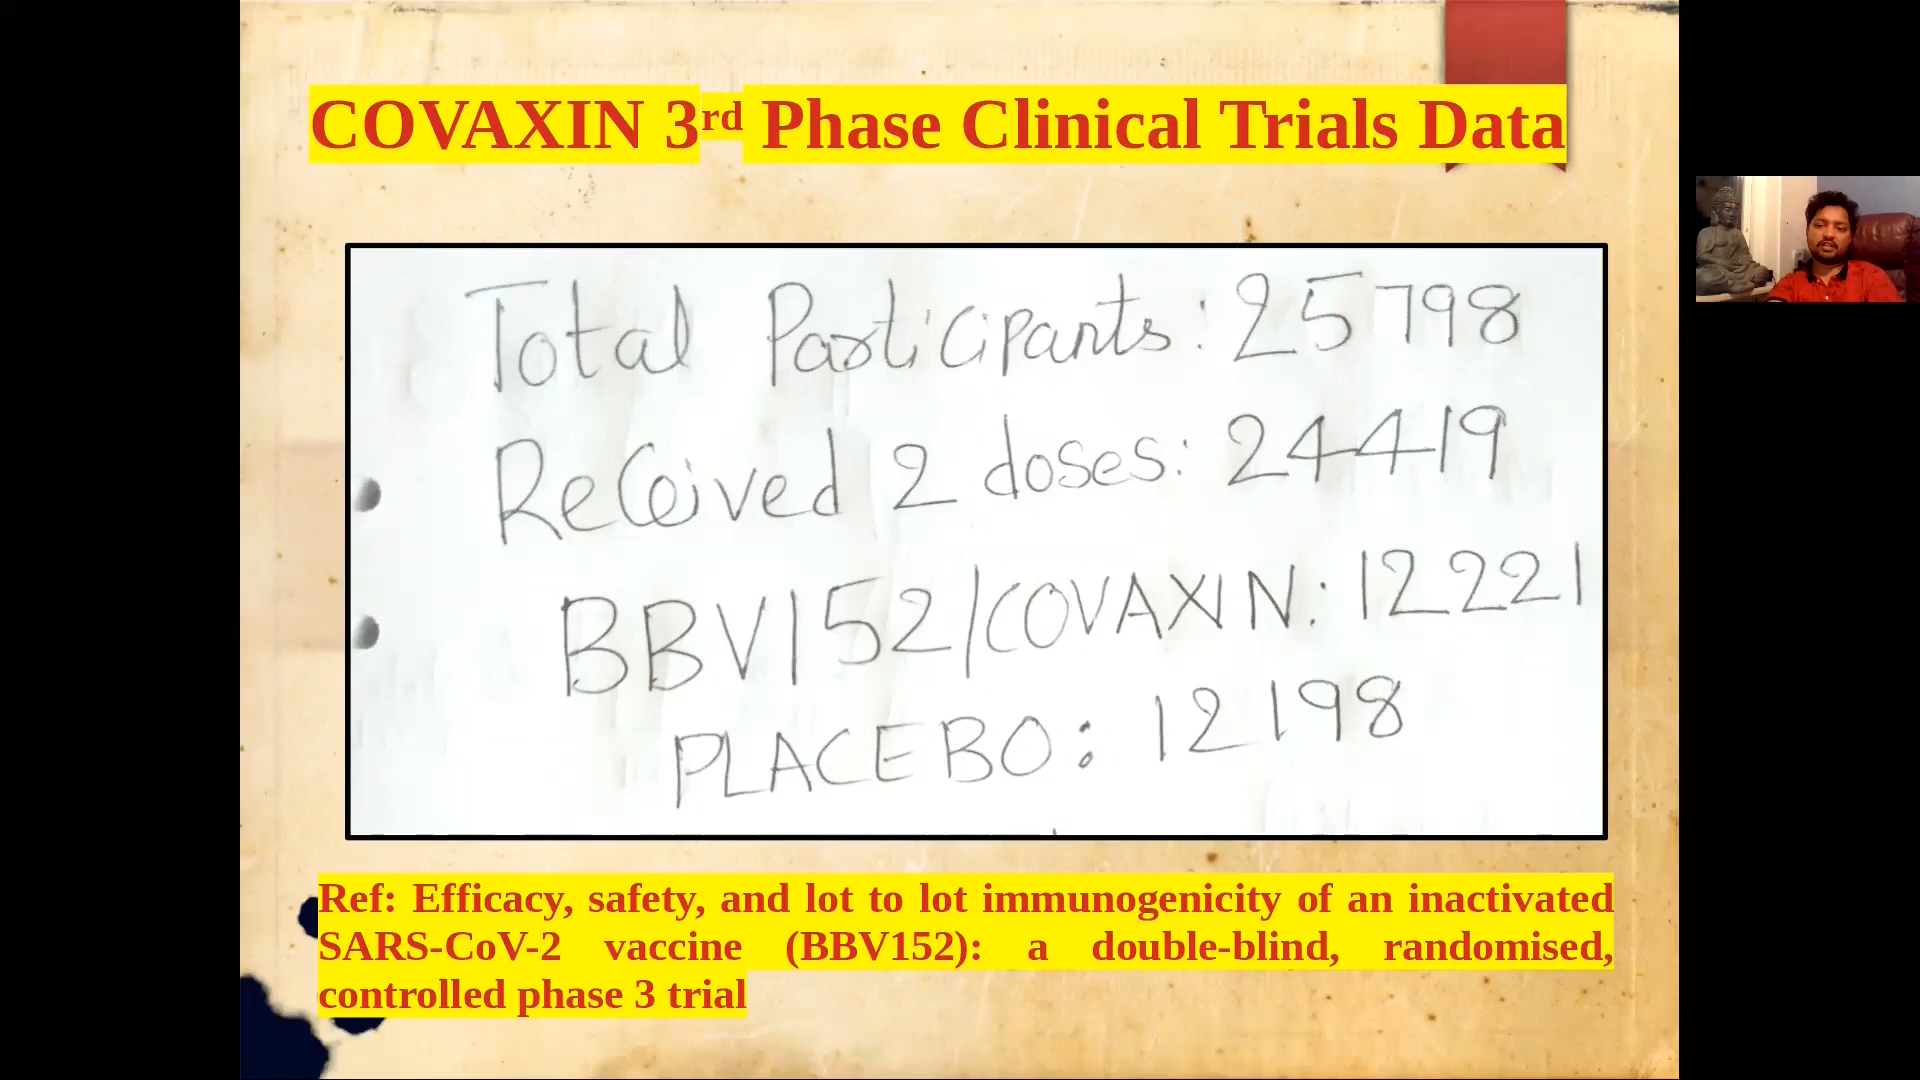 COVAXIN 3rd Phase Clinical Trials Data
Total Participants: 25798
Received 2 doses: 24419
BBV152/COVAXIN: 12221
PLACEBO: 12198
Ref: Efficacy, safety, and lot to lot immunogenicity of an inactivated
SARS-CoV-2 vaccine (BBV152): a double-blind, randomised,
controlled phase 3 trial